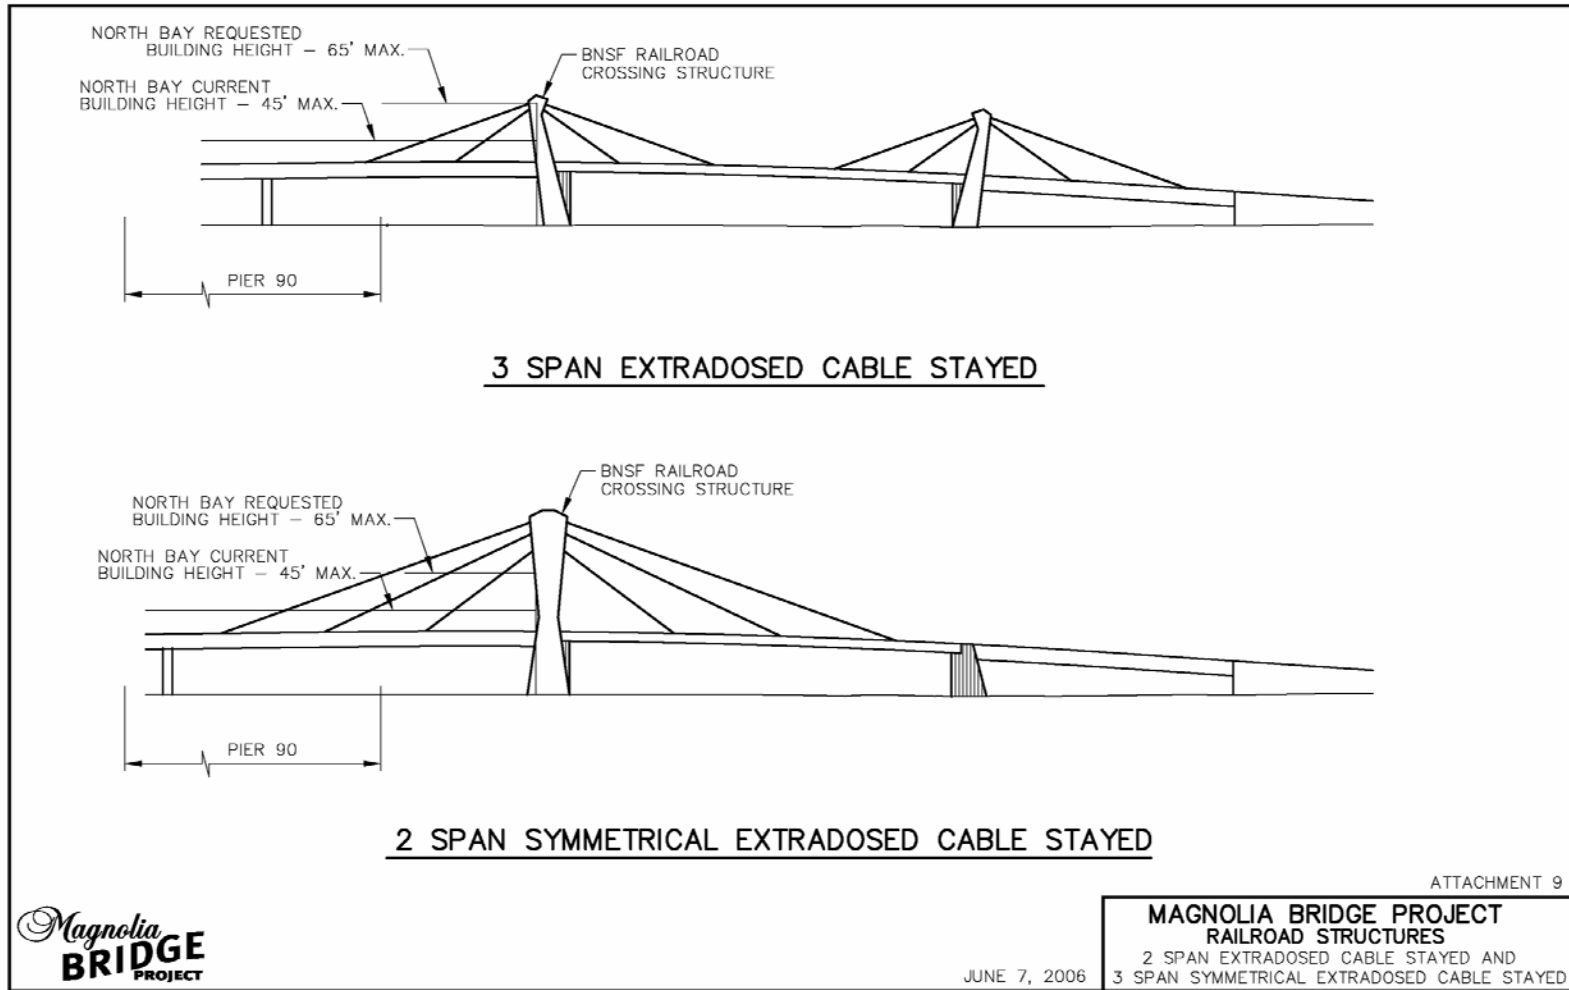 NORTH BAY REQUESTED
BUILDING HEIGHT – 65' MAX.
BNSF RAILROAD
CROSSING STRUCTURE
NORTH BAY CURRENT
BUILDING HEIGHT – 45' MAX.
PIER 90
3 SPAN EXTRADOSED CABLE STAYED
BNSF RAILROAD
CROSSING STRUCTURE
NORTH BAY REQUESTED
BUILDING HEIGHT – 65' MAX.
NORTH BAY CURRENT
BUILDING HEIGHT – 45' MAX.
PIER 90
2 SPAN SYMMETRICAL EXTRADOSED CABLE STAYED
ATTACHMENT 9
Magnolia
BRIDGE
PROJECT
JUNE 7, 2006
MAGNOLIA BRIDGE PROJECT
RAILROAD STRUCTURES
2 SPAN EXTRADOSED CABLE STAYED AND
3 SPAN SYMMETRICAL EXTRADOSED CABLE STAYED